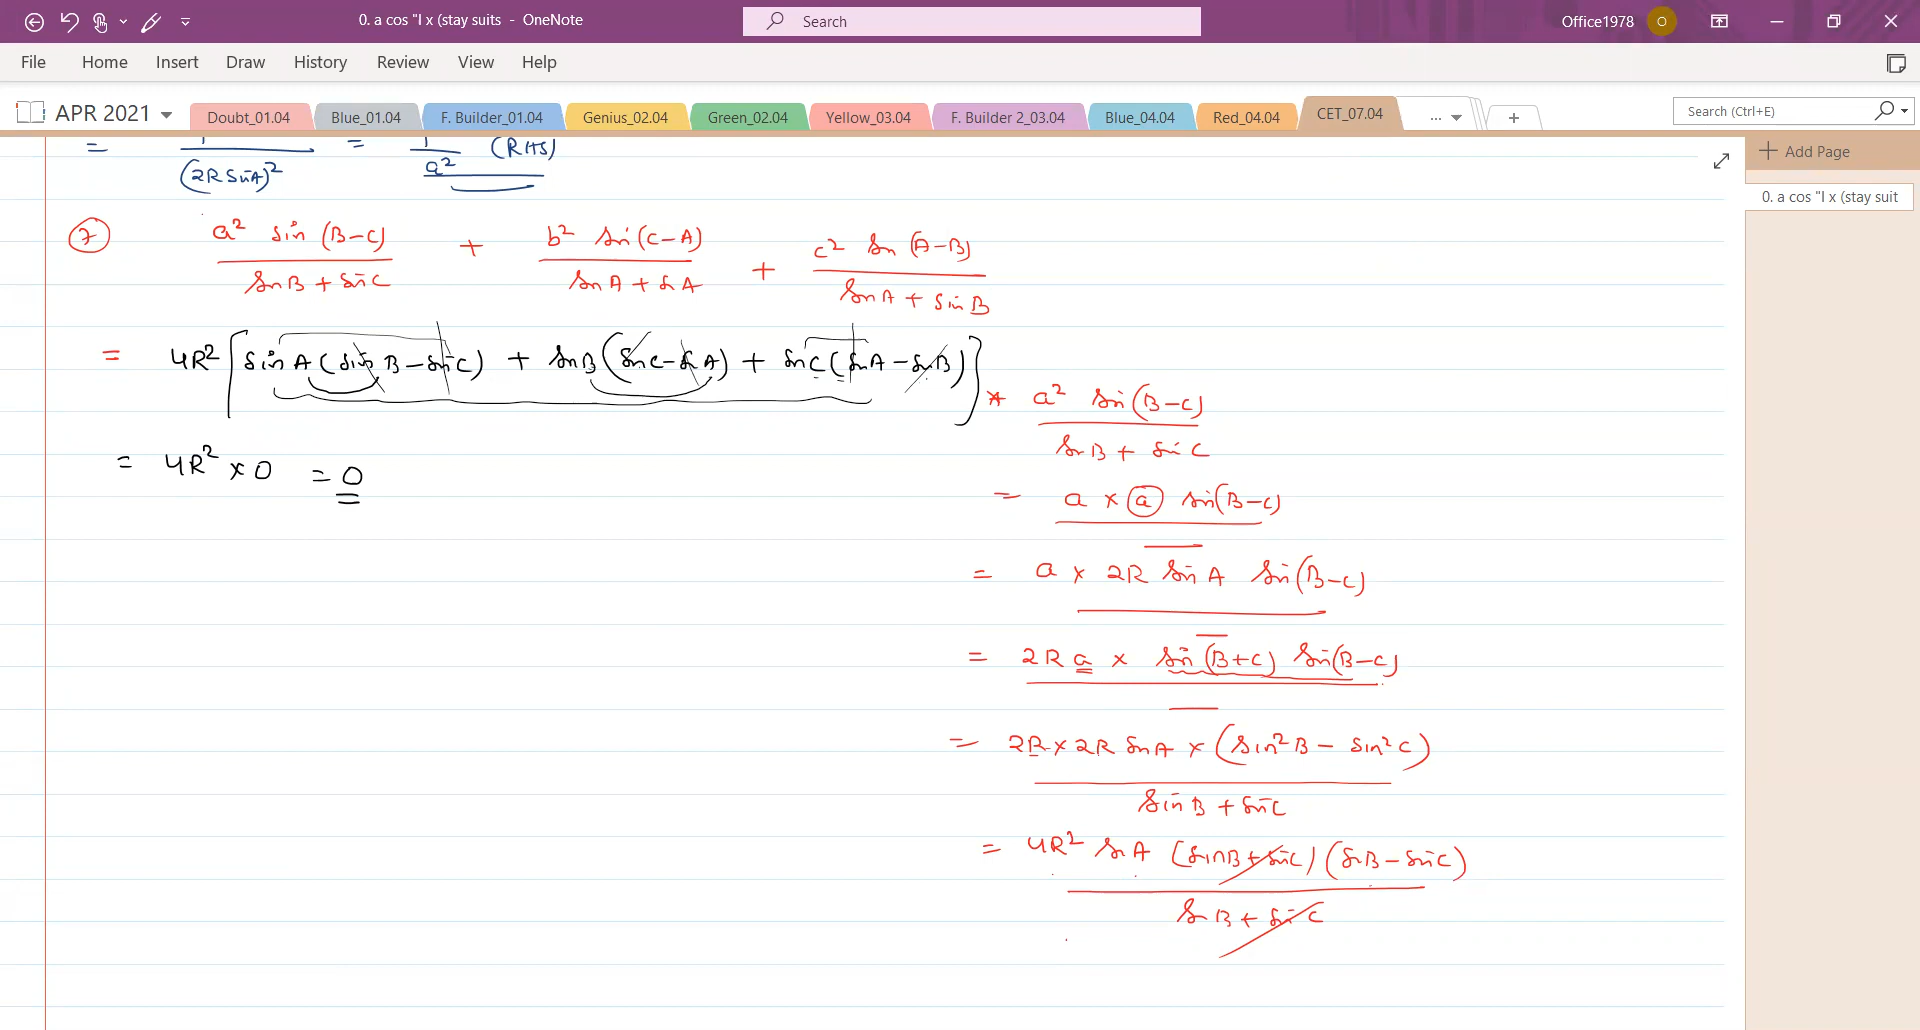 0. a cos "I x (stay suits - OneNote
Search
Office1978
O
File Home Insert Draw History Review View Help
APR 2021
Doubt_01.04 Blue_01.04 F. Builder_01.04 Genius_02.04 Green_02.04 Yellow_03.04 F. Builder 2_03.04 Blue_04.04 Red_04.04 CET_07.04 ... +
Search (Ctrl+E)
+ Add Page
0. a cos "I x (stay suit
= 1/(2R sinA)² = 1/a² (RHS)
7 a² sin (B-C)/sinB + sinC + b² sin(C-A)/sinA + sinA + c² sin (A-B)/sinA + sinB
= 4R² [sinA (sinB - sinC) + sinB (sinC - sinA) + sinC (sinA - sinB)]
= 4R² × 0 = 0
* a² sin(B-C)/sinB + sinC
= a × a sin(B-C)
= a × 2R sinA sin(B-C)
= 2R a × sin(B+C) sin(B-C)
= 2R × 2R sinA × (sin²B - sin²C)
sinB + sinC
= 4R² sinA (sinB + sinC) (sinB - sinC)
sinB + sinC